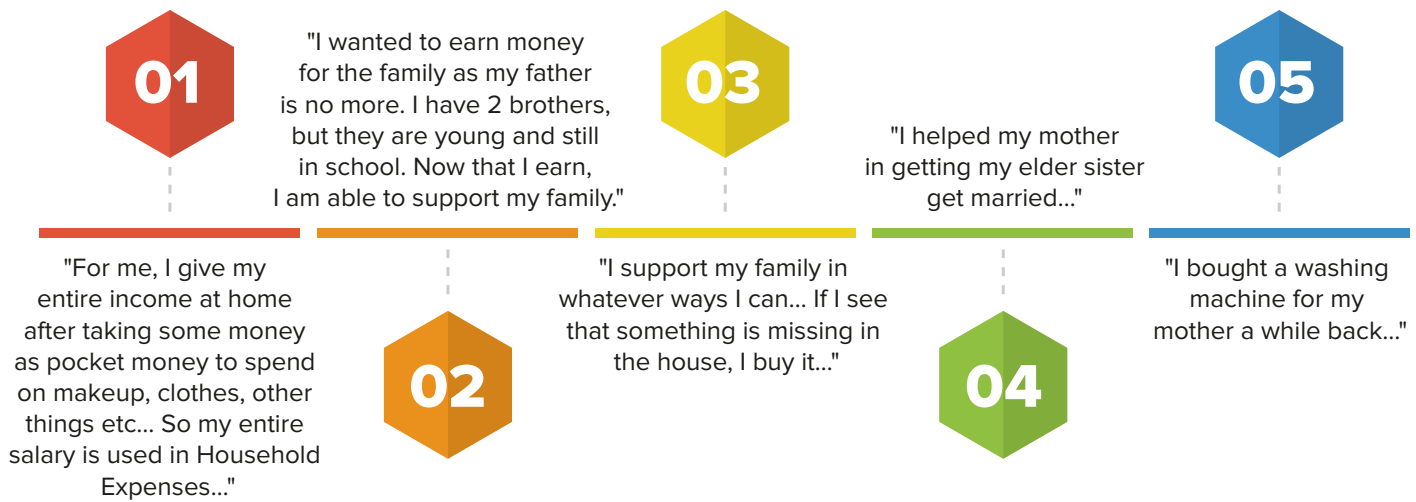 01
"For me, I give my
entire income at home
after taking some money
as pocket money to spend
on makeup, clothes, other
things etc... So my entire
salary is used in Household
Expenses..."
"I wanted to earn money
for the family as my father
is no more. I have 2 brothers,
but they are young and still
in school. Now that I earn,
I am able to support my family."
02
03
"I support my family in
whatever ways I can... If I see
that something is missing in
the house, I buy it..."
"I helped my mother
in getting my elder sister
get married..."
04
05
"I bought a washing
machine for my
mother a while back..."